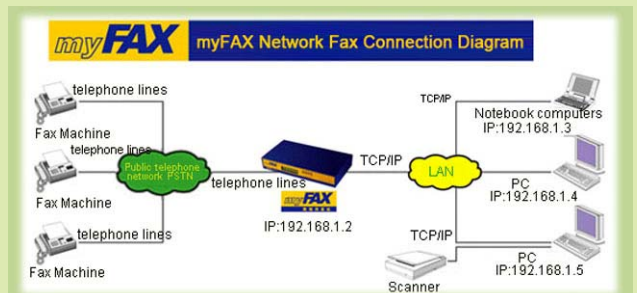 myFAX myFAX Network Fax Connection Diagram
telephone lines
Fax Machine
telephone lines
Fax Machine
telephone lines
Fax Machine
Public telephone
network PSTN
telephone lines
myFAX
IP:192.168.1.2
TCP/IP
LAN
TCP/IP
Notebook computers
IP:192.168.1.3
PC
IP:192.168.1.4
TCP/IP
PC
IP:192.168.1.5
Scanner